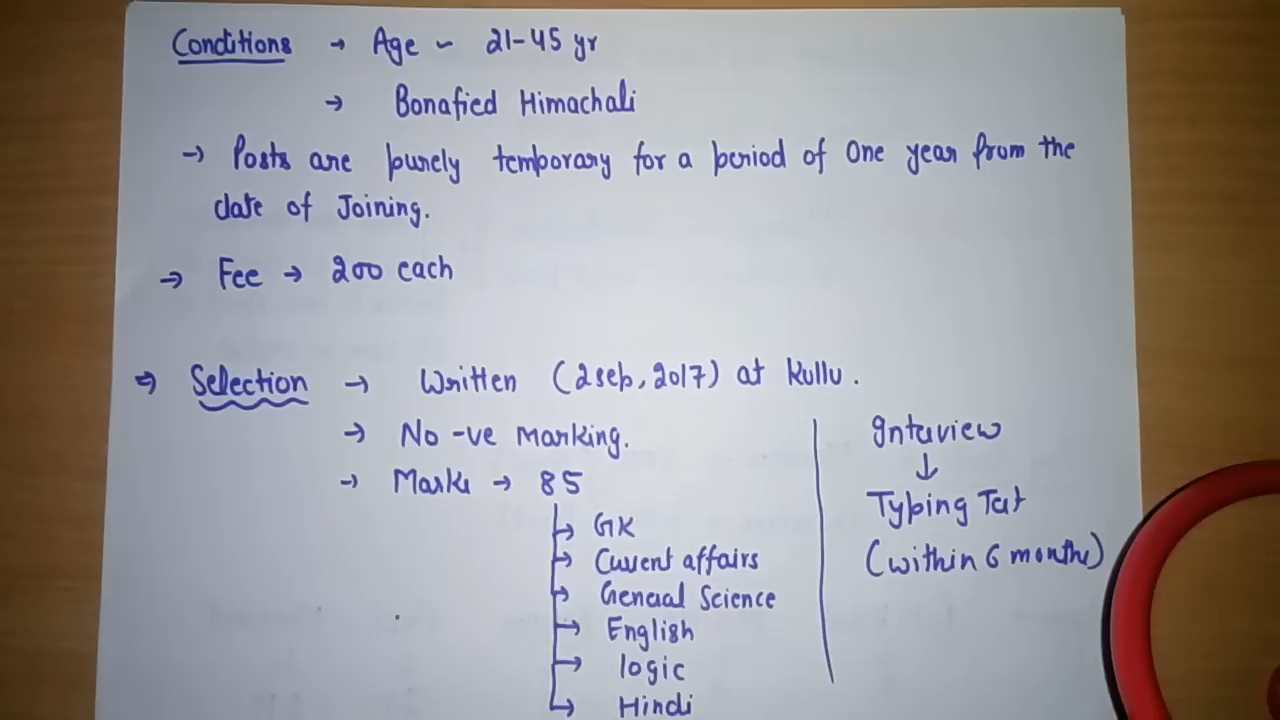 Conditions → Age ~ 21-45 yr
→ Bonafied Himachali
→ Posts are purely temporary for a period of One year from the
date of Joining.
→ Fee → 200 each
⇒ Selection → Written (2 sep, 2017) at Kullu.
→ No -ve Marking.
→ Marks → 85
→ GK
→ Current affairs
→ General Science
→ English
→ logic
→ Hindi
Interview
↓
Typing Test
(within 6 months)